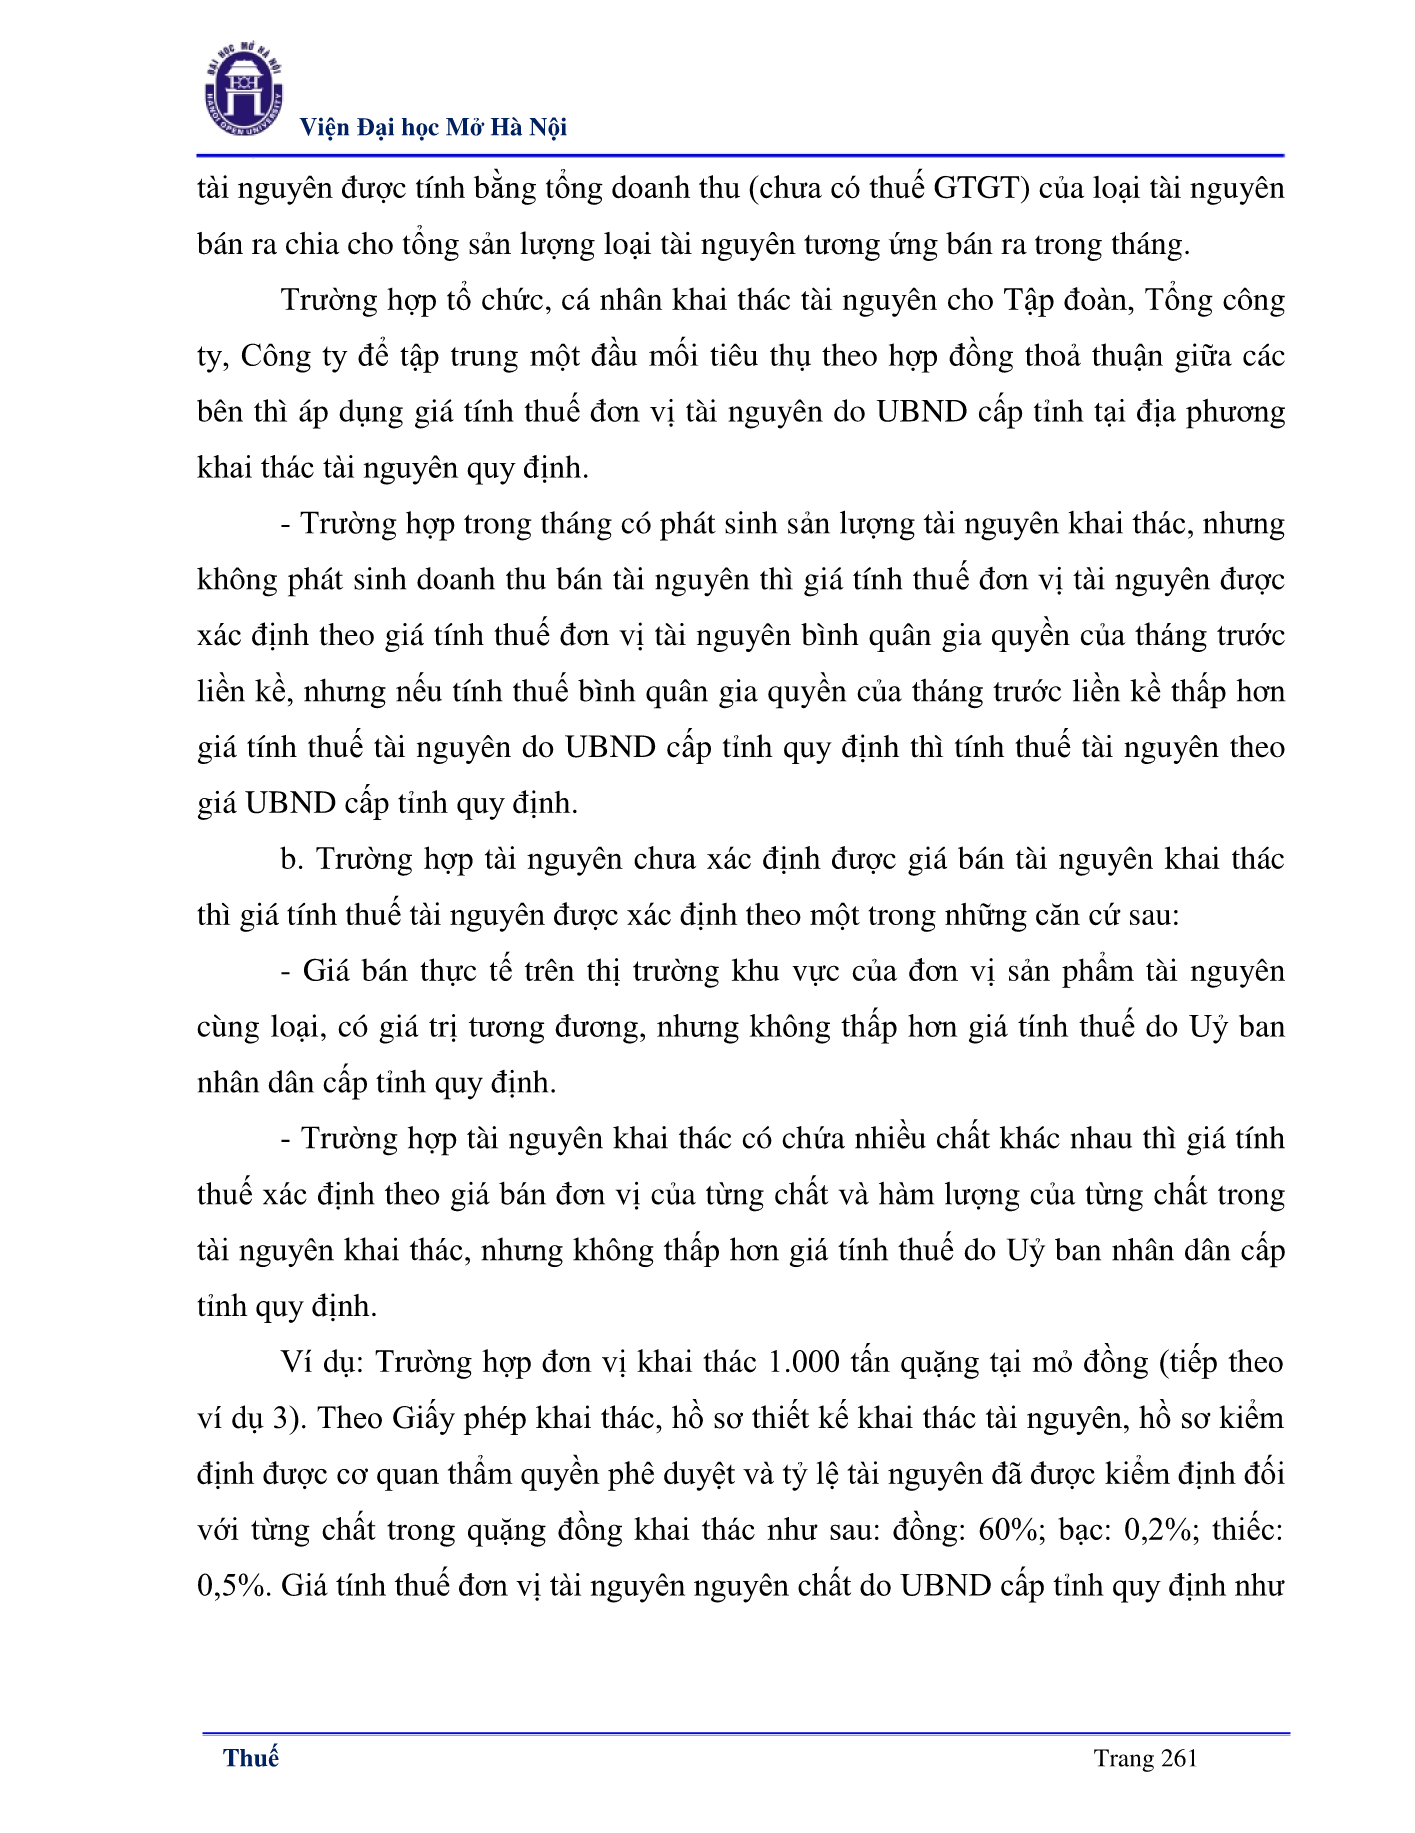 ĐẠI HỌC MỞ HÀ NỘI
HANOI OPEN UNIVERSITY
Viện Đại học Mở Hà Nội
tài nguyên được tính bằng tổng doanh thu (chưa có thuế GTGT) của loại tài nguyên
bán ra chia cho tổng sản lượng loại tài nguyên tương ứng bán ra trong tháng.
Trường hợp tổ chức, cá nhân khai thác tài nguyên cho Tập đoàn, Tổng công
ty, Công ty để tập trung một đầu mối tiêu thụ theo hợp đồng thoả thuận giữa các
bên thì áp dụng giá tính thuế đơn vị tài nguyên do UBND cấp tỉnh tại địa phương
khai thác tài nguyên quy định.
- Trường hợp trong tháng có phát sinh sản lượng tài nguyên khai thác, nhưng
không phát sinh doanh thu bán tài nguyên thì giá tính thuế đơn vị tài nguyên được
xác định theo giá tính thuế đơn vị tài nguyên bình quân gia quyền của tháng trước
liền kề, nhưng nếu tính thuế bình quân gia quyền của tháng trước liền kề thấp hơn
giá tính thuế tài nguyên do UBND cấp tỉnh quy định thì tính thuế tài nguyên theo
giá UBND cấp tỉnh quy định.
b. Trường hợp tài nguyên chưa xác định được giá bán tài nguyên khai thác
thì giá tính thuế tài nguyên được xác định theo một trong những căn cứ sau:
- Giá bán thực tế trên thị trường khu vực của đơn vị sản phẩm tài nguyên
cùng loại, có giá trị tương đương, nhưng không thấp hơn giá tính thuế do Uỷ ban
nhân dân cấp tỉnh quy định.
- Trường hợp tài nguyên khai thác có chứa nhiều chất khác nhau thì giá tính
thuế xác định theo giá bán đơn vị của từng chất và hàm lượng của từng chất trong
tài nguyên khai thác, nhưng không thấp hơn giá tính thuế do Uỷ ban nhân dân cấp
tỉnh quy định.
Ví dụ: Trường hợp đơn vị khai thác 1.000 tấn quặng tại mỏ đồng (tiếp theo
ví dụ 3). Theo Giấy phép khai thác, hồ sơ thiết kế khai thác tài nguyên, hồ sơ kiểm
định được cơ quan thẩm quyền phê duyệt và tỷ lệ tài nguyên đã được kiểm định đối
với từng chất trong quặng đồng khai thác như sau: đồng: 60%; bạc: 0,2%; thiếc:
0,5%. Giá tính thuế đơn vị tài nguyên nguyên chất do UBND cấp tỉnh quy định như
Thuế
Trang 261